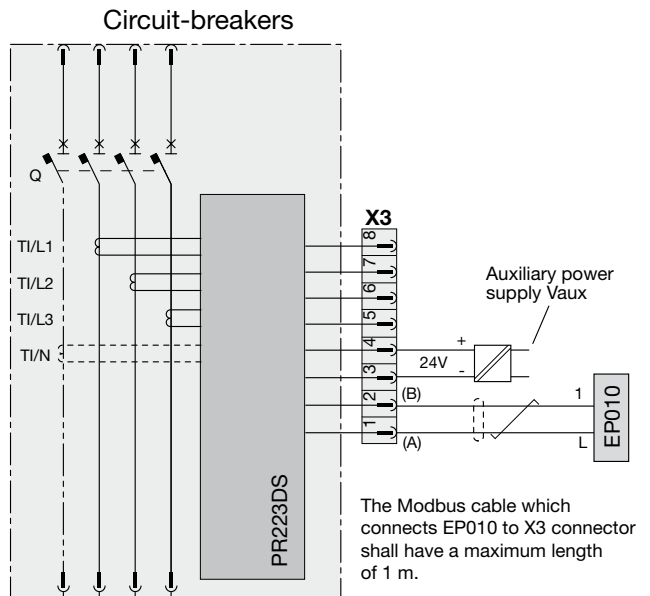 Circuit-breakers
Q
TI/L1
TI/L2
TI/L3
TI/N
PR223DS
X3
8
7
6
5
4
3
2
1
+
24V
-
(B)
(A)
Auxiliary power
supply Vaux
1
L
EP010
The Modbus cable which
connects EP010 to X3 connector
shall have a maximum length
of 1 m.